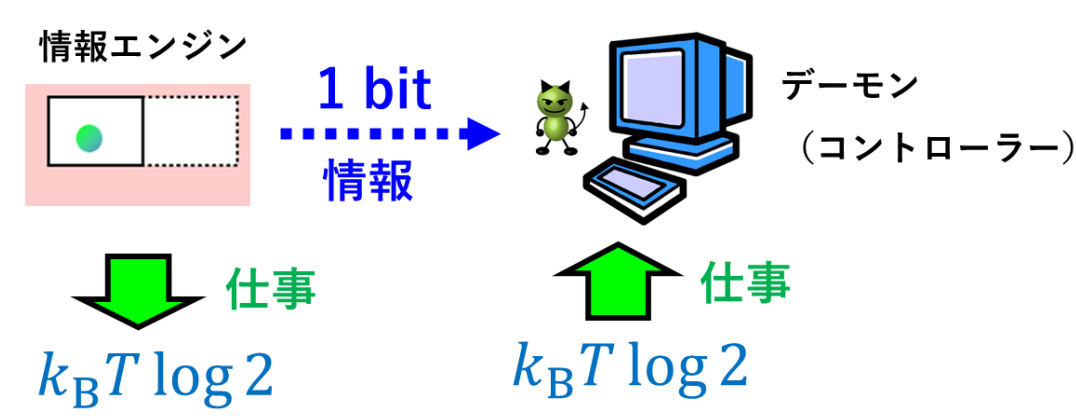 情報エンジン
1 bit
情報
デーモン
（コントローラー）
仕事
仕事
k_B T log 2
k_B T log 2